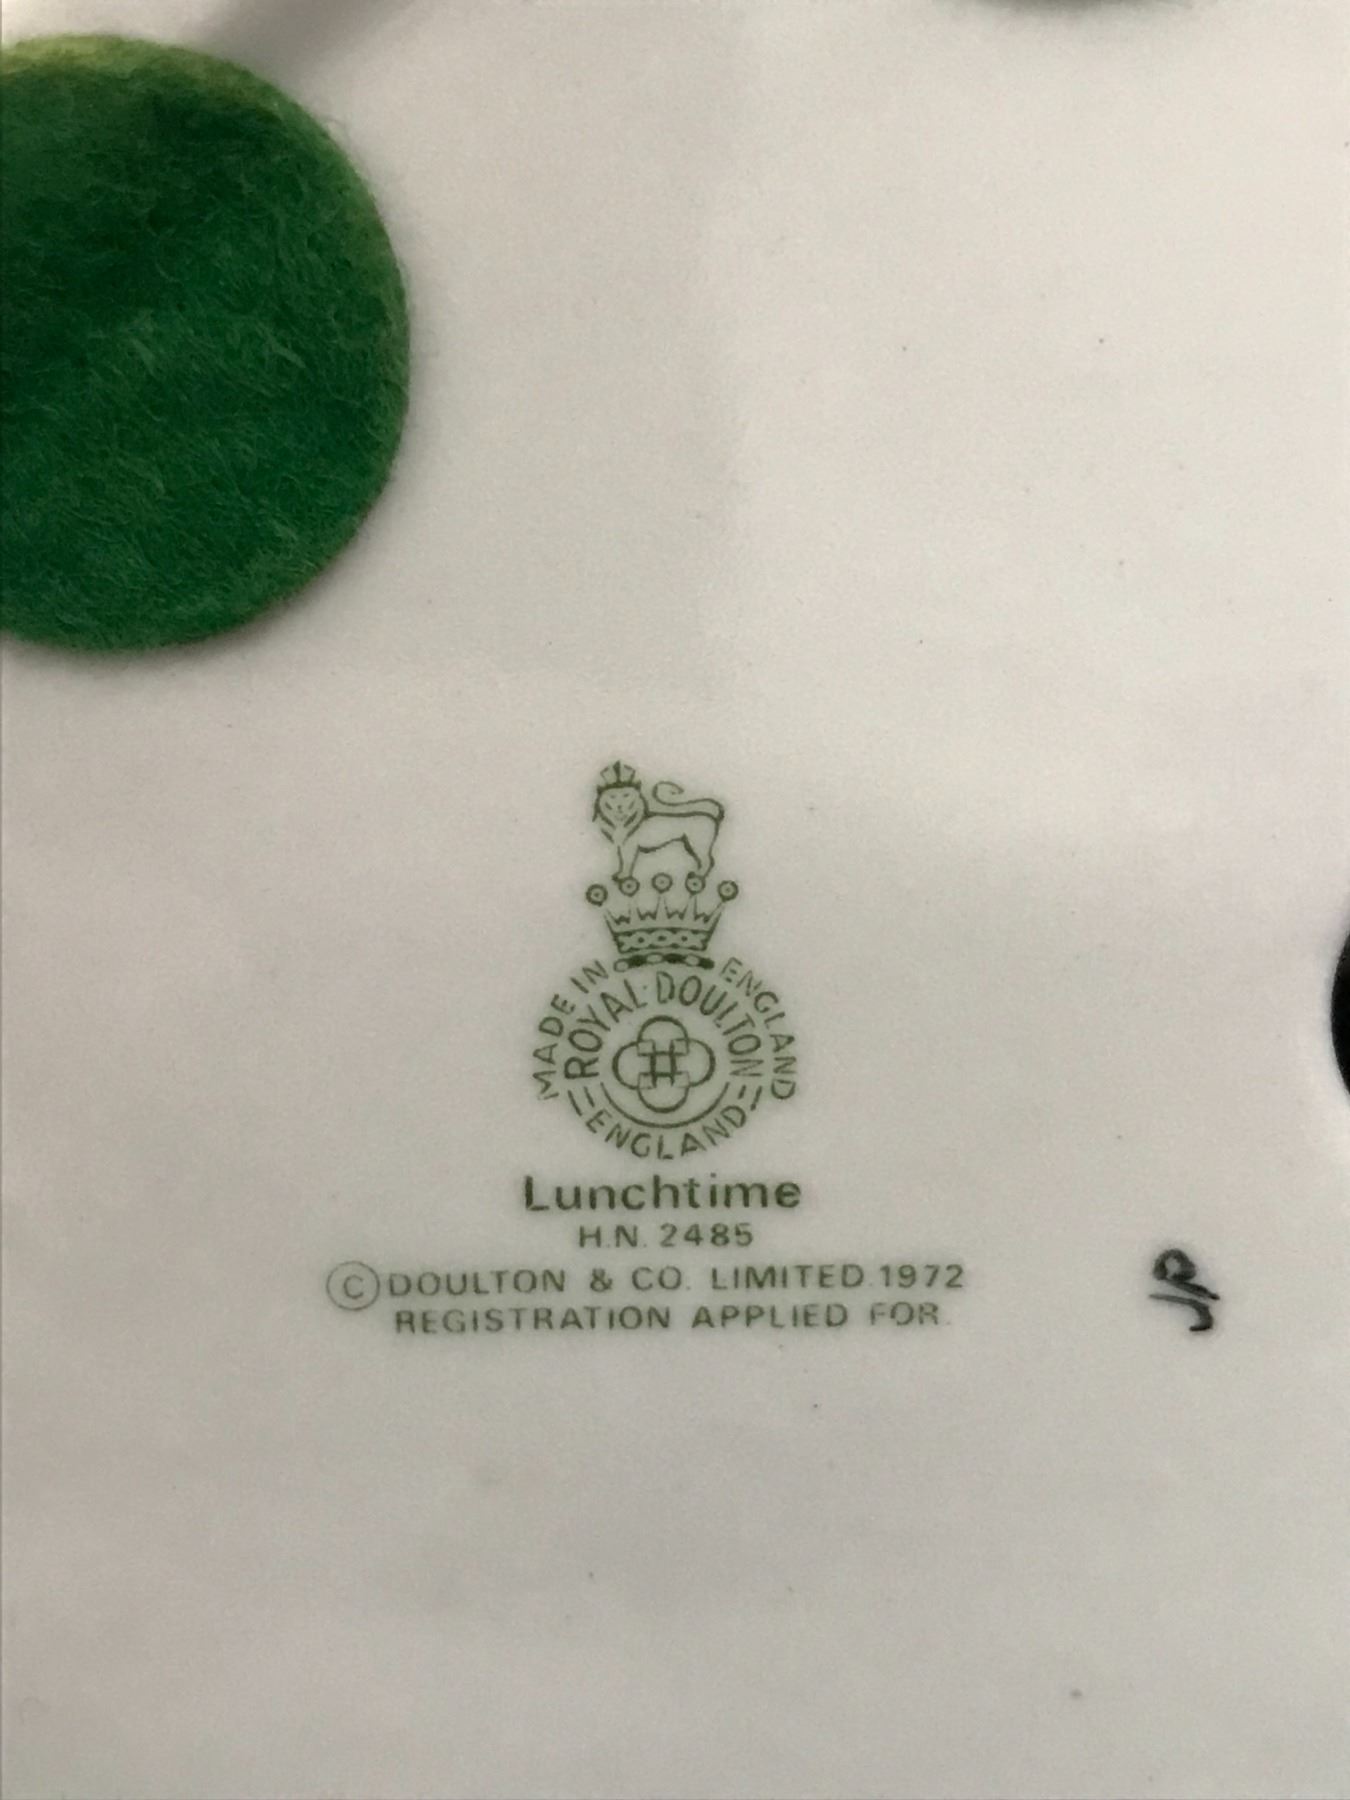 MADE IN ENGLAND
ROYAL DOULTON
ENGLAND
Lunchtime
H.N. 2485
© DOULTON & CO. LIMITED.1972
REGISTRATION APPLIED FOR.